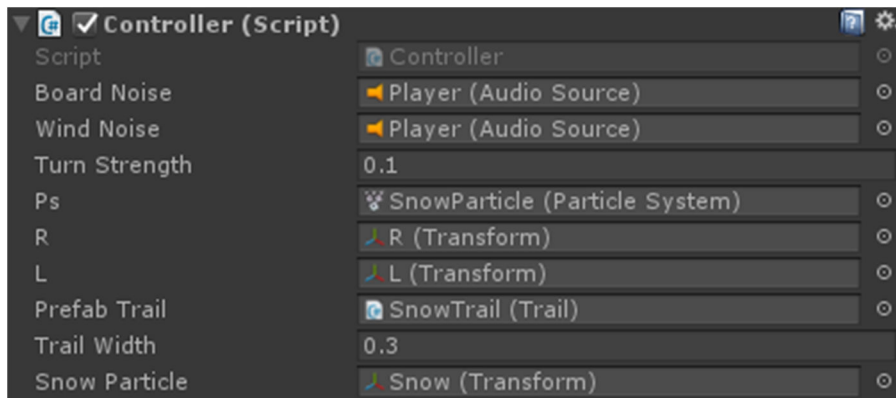 Controller (Script)
Script Controller
Board Noise Player (Audio Source)
Wind Noise Player (Audio Source)
Turn Strength 0.1
Ps SnowParticle (Particle System)
R R (Transform)
L L (Transform)
Prefab Trail SnowTrail (Trail)
Trail Width 0.3
Snow Particle Snow (Transform)